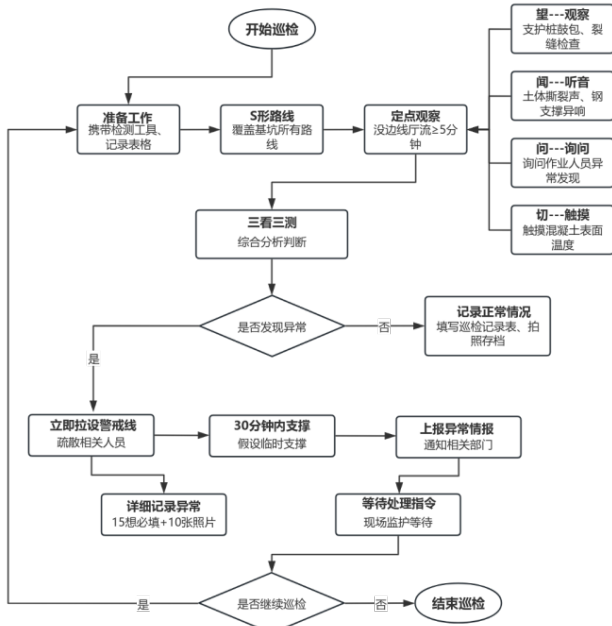 开始巡检
望---观察
支护桩鼓包、裂
缝检查
闻---听音
土体撕裂声、钢
支撑异响
准备工作
携带检测工具、
记录表格
S形路线
覆盖基坑所有路
线
定点观察
没边线厅流≥5分
钟
问---询问
询问作业人员异
常发现
切---触摸
触摸混凝土表面
温度
三看三测
综合分析判断
是否发现异常
否
记录正常情况
填写巡检记录表、拍
照存档
是
立即拉设警戒线
疏散相关人员
30分钟内支撑
假设临时支撑
上报异常情报
通知相关部门
详细记录异常
15想必填+10张照片
等待处理指令
现场监护等待
是
是否继续巡检
否
结束巡检